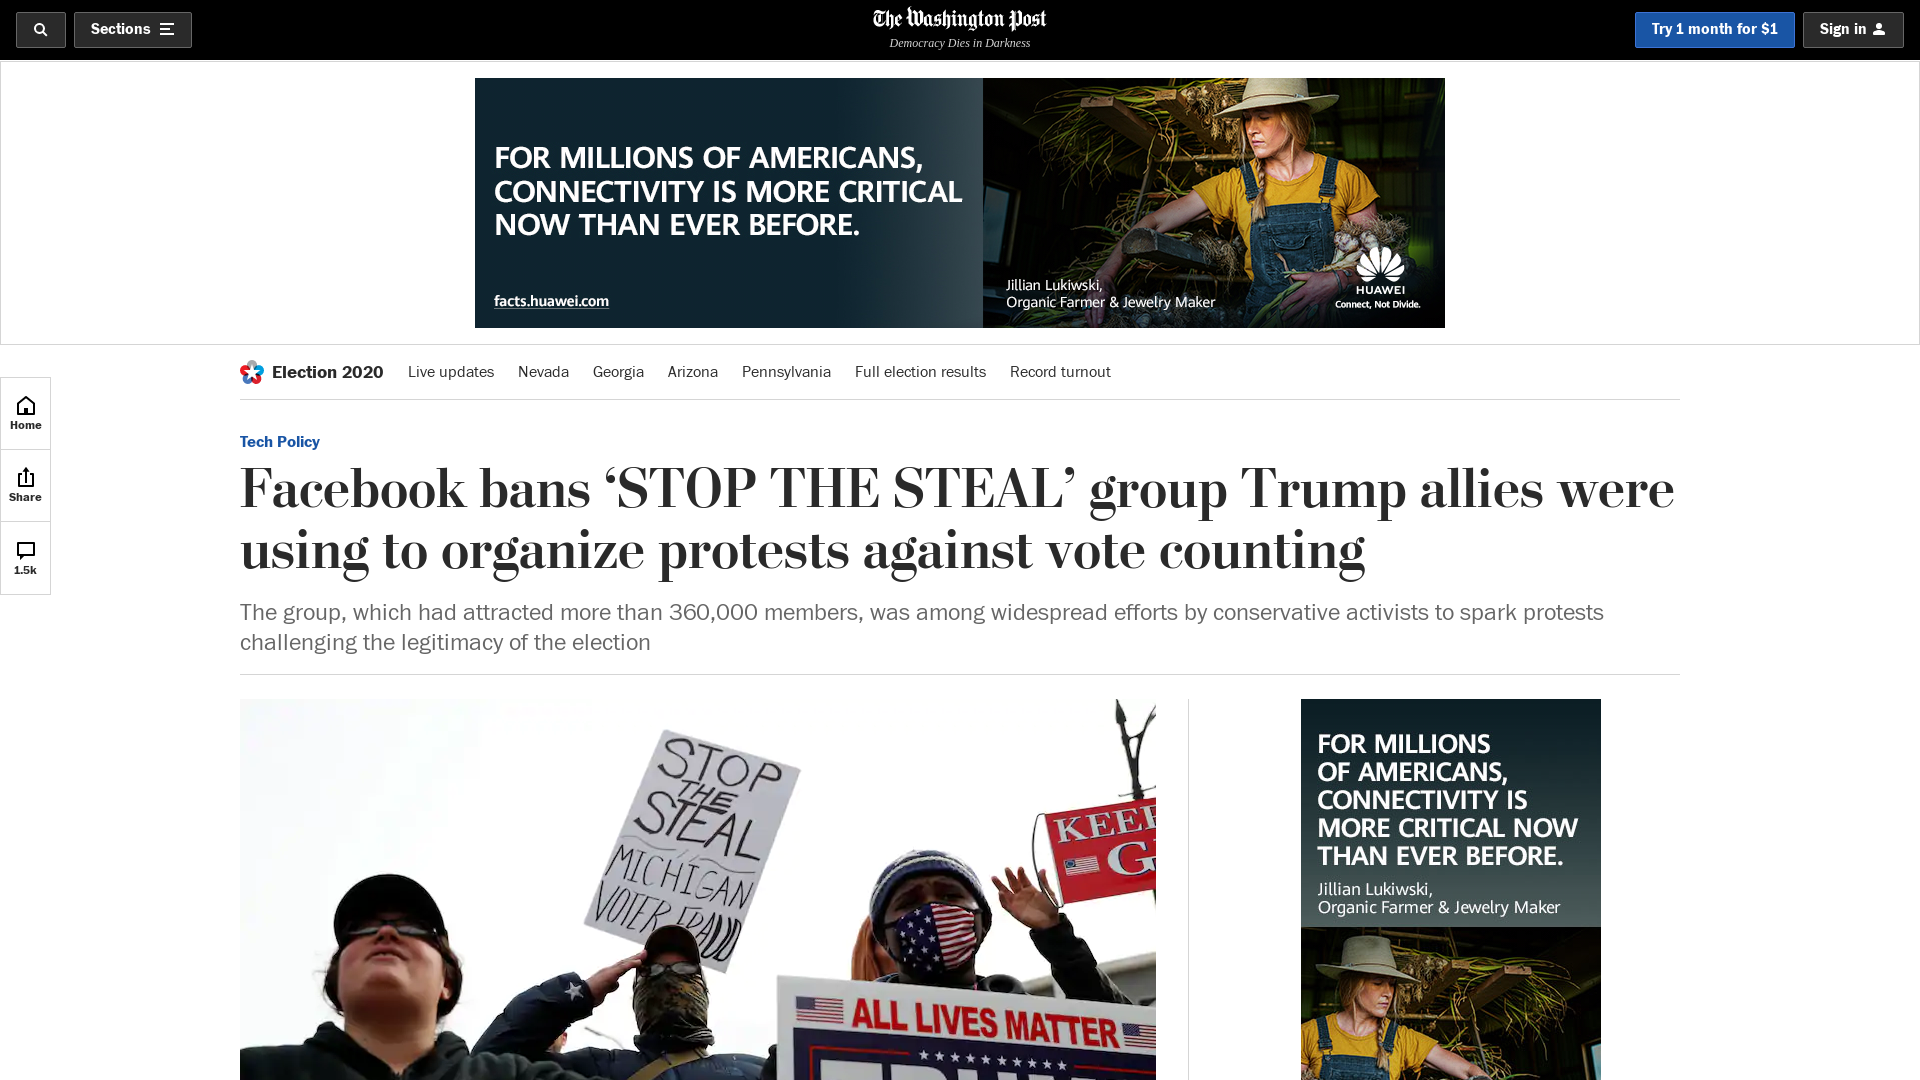 Sections
The Washington Post
Democracy Dies in Darkness
Try 1 month for $1
Sign in
FOR MILLIONS OF AMERICANS,
CONNECTIVITY IS MORE CRITICAL
NOW THAN EVER BEFORE.
facts.huawei.com
Jillian Lukiwski,
Organic Farmer & Jewelry Maker
HUAWEI
Connect, Not Divide.
Election 2020
Live updates
Nevada
Georgia
Arizona
Pennsylvania
Full election results
Record turnout
Home
Share
1.5k
Tech Policy
Facebook bans ‘STOP THE STEAL’ group Trump allies were
using to organize protests against vote counting
The group, which had attracted more than 360,000 members, was among widespread efforts by conservative activists to spark protests
challenging the legitimacy of the election
STOP
THE
STEAL
MICHIGAN
VOTER FRAUD
KEEP
ALL LIVES MATTER
FOR MILLIONS
OF AMERICANS,
CONNECTIVITY IS
MORE CRITICAL NOW
THAN EVER BEFORE.
Jillian Lukiwski,
Organic Farmer & Jewelry Maker